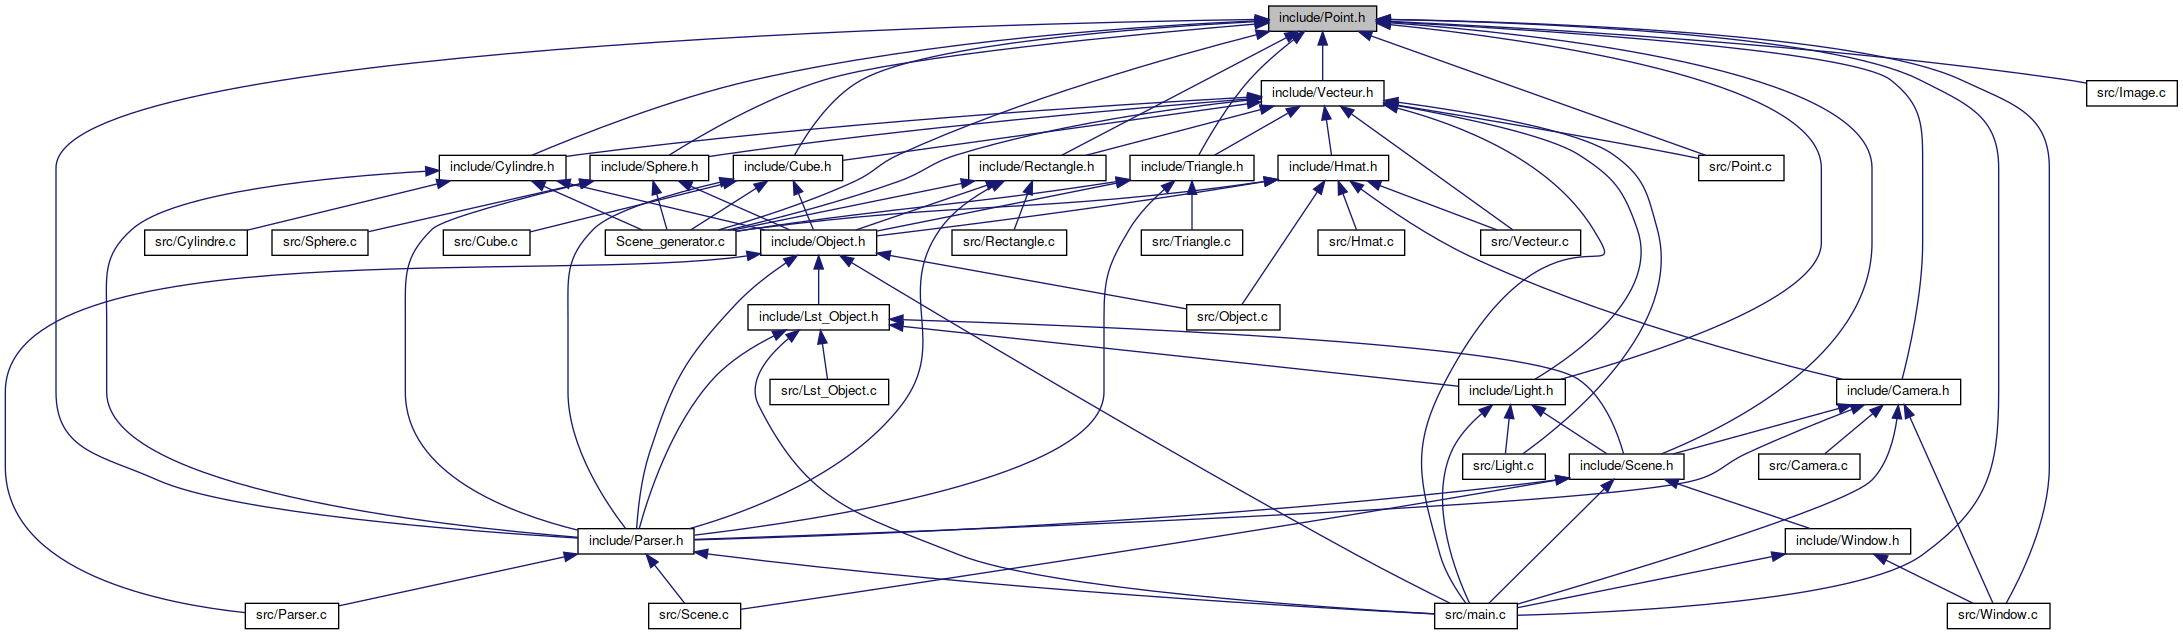 include/Point.h
include/Vecteur.h
src/Image.c
include/Cylindre.h
include/Sphere.h
include/Cube.h
include/Rectangle.h
include/Triangle.h
include/Hmat.h
src/Point.c
src/Cylindre.c
src/Sphere.c
src/Cube.c
Scene_generator.c
include/Object.h
src/Rectangle.c
src/Triangle.c
src/Hmat.c
src/Vecteur.c
include/Lst_Object.h
src/Object.c
src/Lst_Object.c
include/Light.h
include/Camera.h
src/Light.c
include/Scene.h
src/Camera.c
include/Parser.h
include/Window.h
src/Parser.c
src/Scene.c
src/main.c
src/Window.c